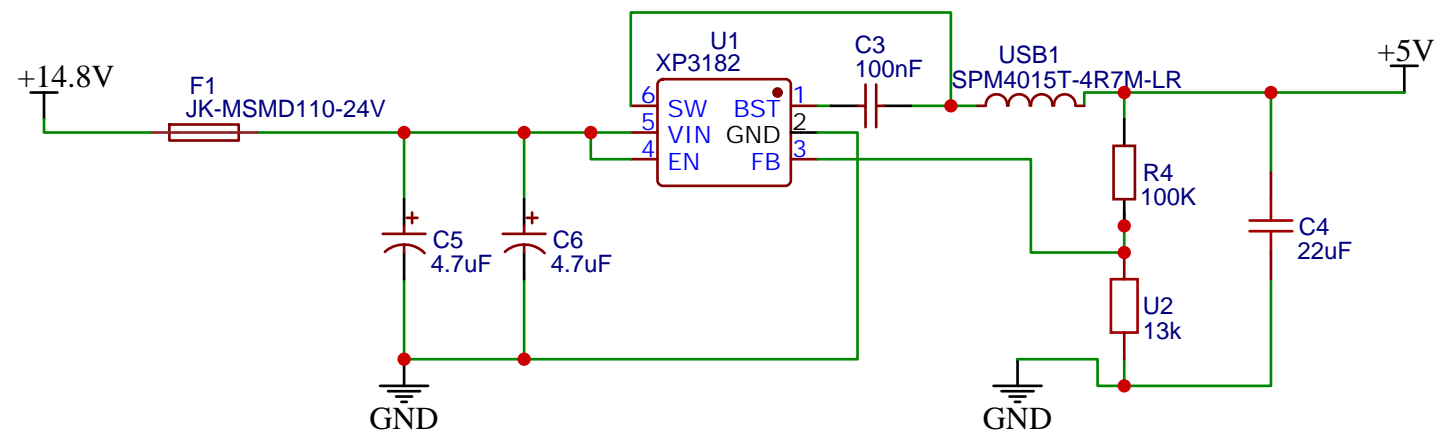 +14.8V
F1
JK-MSMD110-24V
U1
XP3182
6
SW
5
VIN
4
EN
BST
1
GND
2
FB
3
C3
100nF
USB1
SPM4015T-4R7M-LR
+5V
R4
100K
C4
22uF
U2
13k
+
C5
4.7uF
+
C6
4.7uF
GND
GND